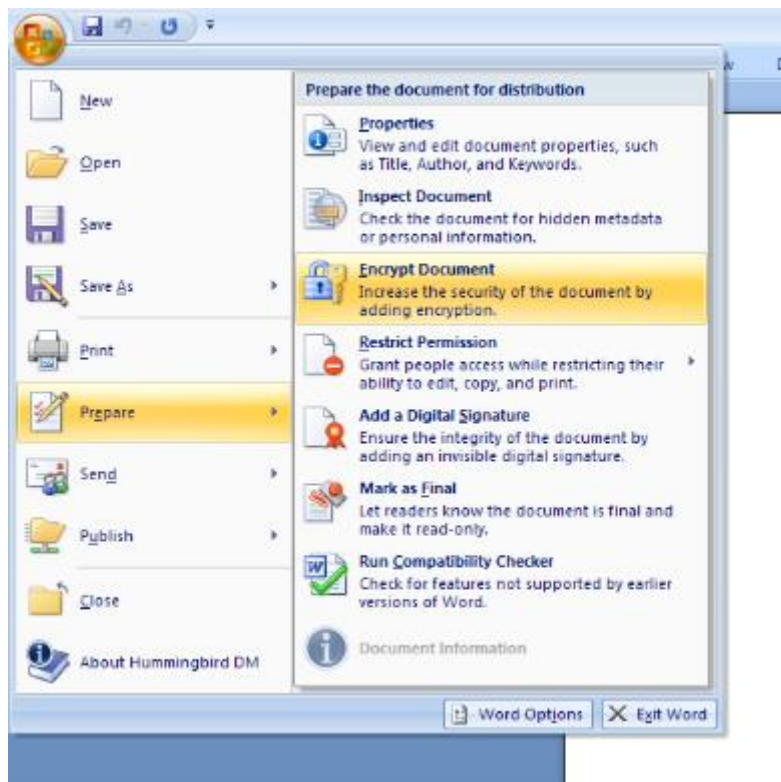 New
Open
Save
Save As
Print
Prepare
Send
Publish
Close
About Hummingbird DM
Prepare the document for distribution
Properties
View and edit document properties, such
as Title, Author, and Keywords.
Inspect Document
Check the document for hidden metadata
or personal information.
Encrypt Document
Increase the security of the document by
adding encryption.
Restrict Permission
Grant people access while restricting their
ability to edit, copy, and print.
Add a Digital Signature
Ensure the integrity of the document by
adding an invisible digital signature.
Mark as Final
Let readers know the document is final and
make it read-only.
Run Compatibility Checker
Check for features not supported by earlier
versions of Word.
Document Information
Word Options
Exit Word